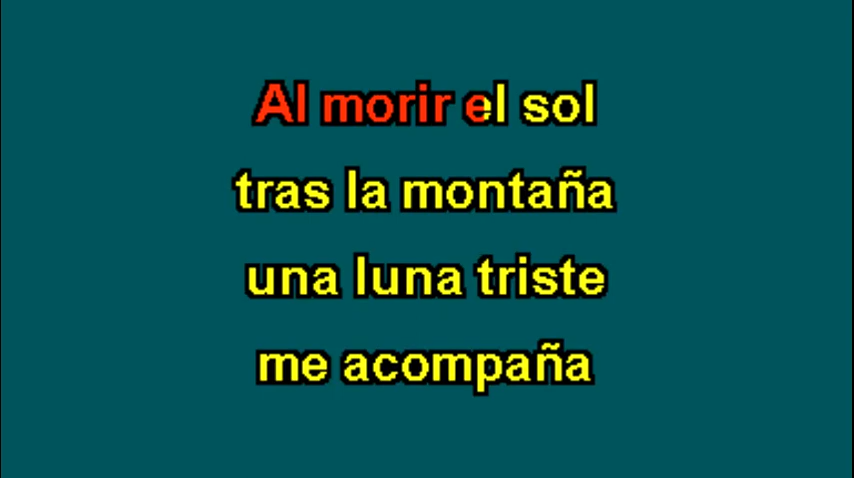 Al morir el sol
tras la montaña
una luna triste
me acompaña